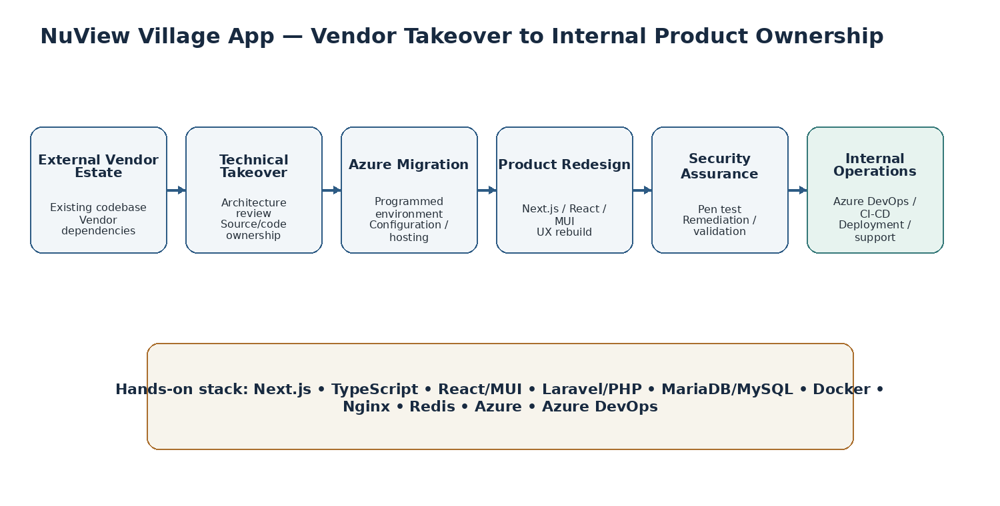 NuView Village App — Vendor Takeover to Internal Product Ownership
External Vendor
Estate
Existing codebase
Vendor
dependencies
Technical
Takeover
Architecture
review
Source/code
ownership
Azure Migration
Programmed
environment
Configuration /
hosting
Product Redesign
Next.js / React /
MUI
UX rebuild
Security
Assurance
Pen test
Remediation /
validation
Internal
Operations
Azure DevOps /
CI-CD
Deployment /
support
Hands-on stack: Next.js • TypeScript • React/MUI • Laravel/PHP • MariaDB/MySQL • Docker •
Nginx • Redis • Azure • Azure DevOps